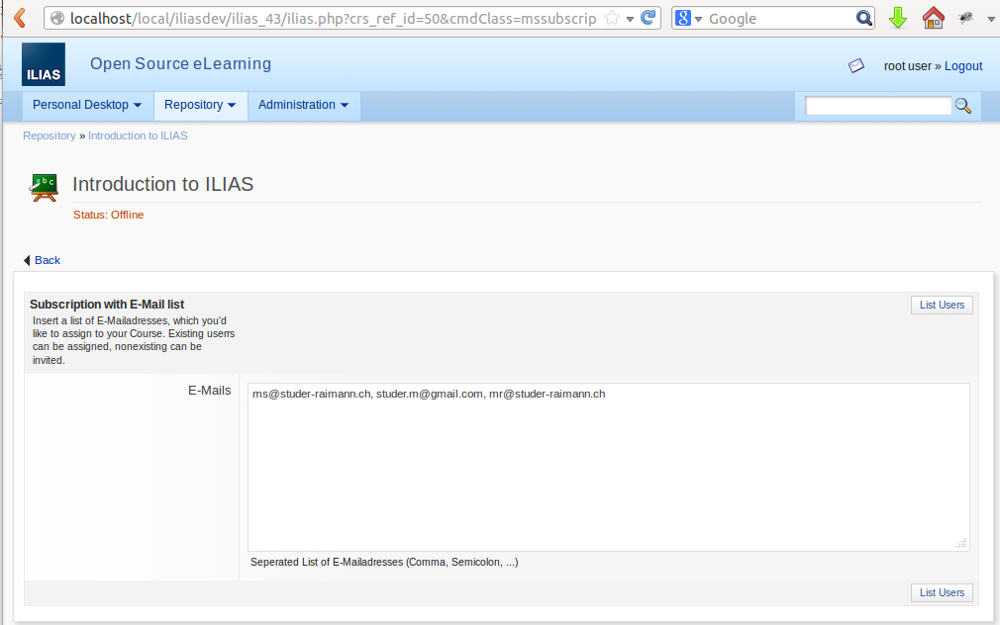 localhost/local/iliasdev/ilias_43/ilias.php?crs_ref_id=50&cmdClass=mssubscrip
8 Google
ILIAS
Open Source eLearning
root user » Logout
Personal Desktop Repository Administration
Repository » Introduction to ILIAS
a b c
Introduction to ILIAS
Status: Offline
Back
Subscription with E-Mail list
List Users
Insert a list of E-Mailadresses, which you'd
like to assign to your Course. Existing userrs
can be assigned, nonexisting can be
invited.
E-Mails
ms@studer-raimann.ch, studer.m@gmail.com, mr@studer-raimann.ch
Seperated List of E-Mailadresses (Comma, Semicolon, ...)
List Users